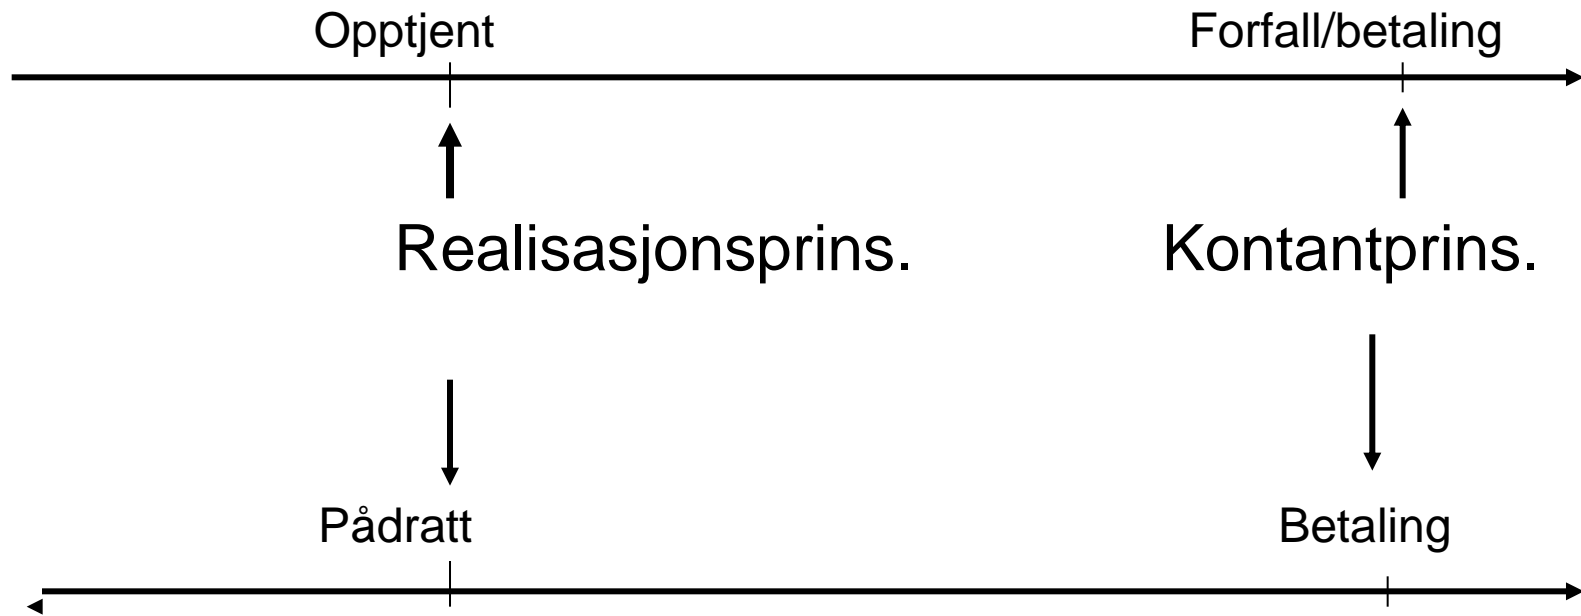 Opptjent
Forfall/betaling
Realisasjonsprins.
Kontantprins.
Pådratt
Betaling